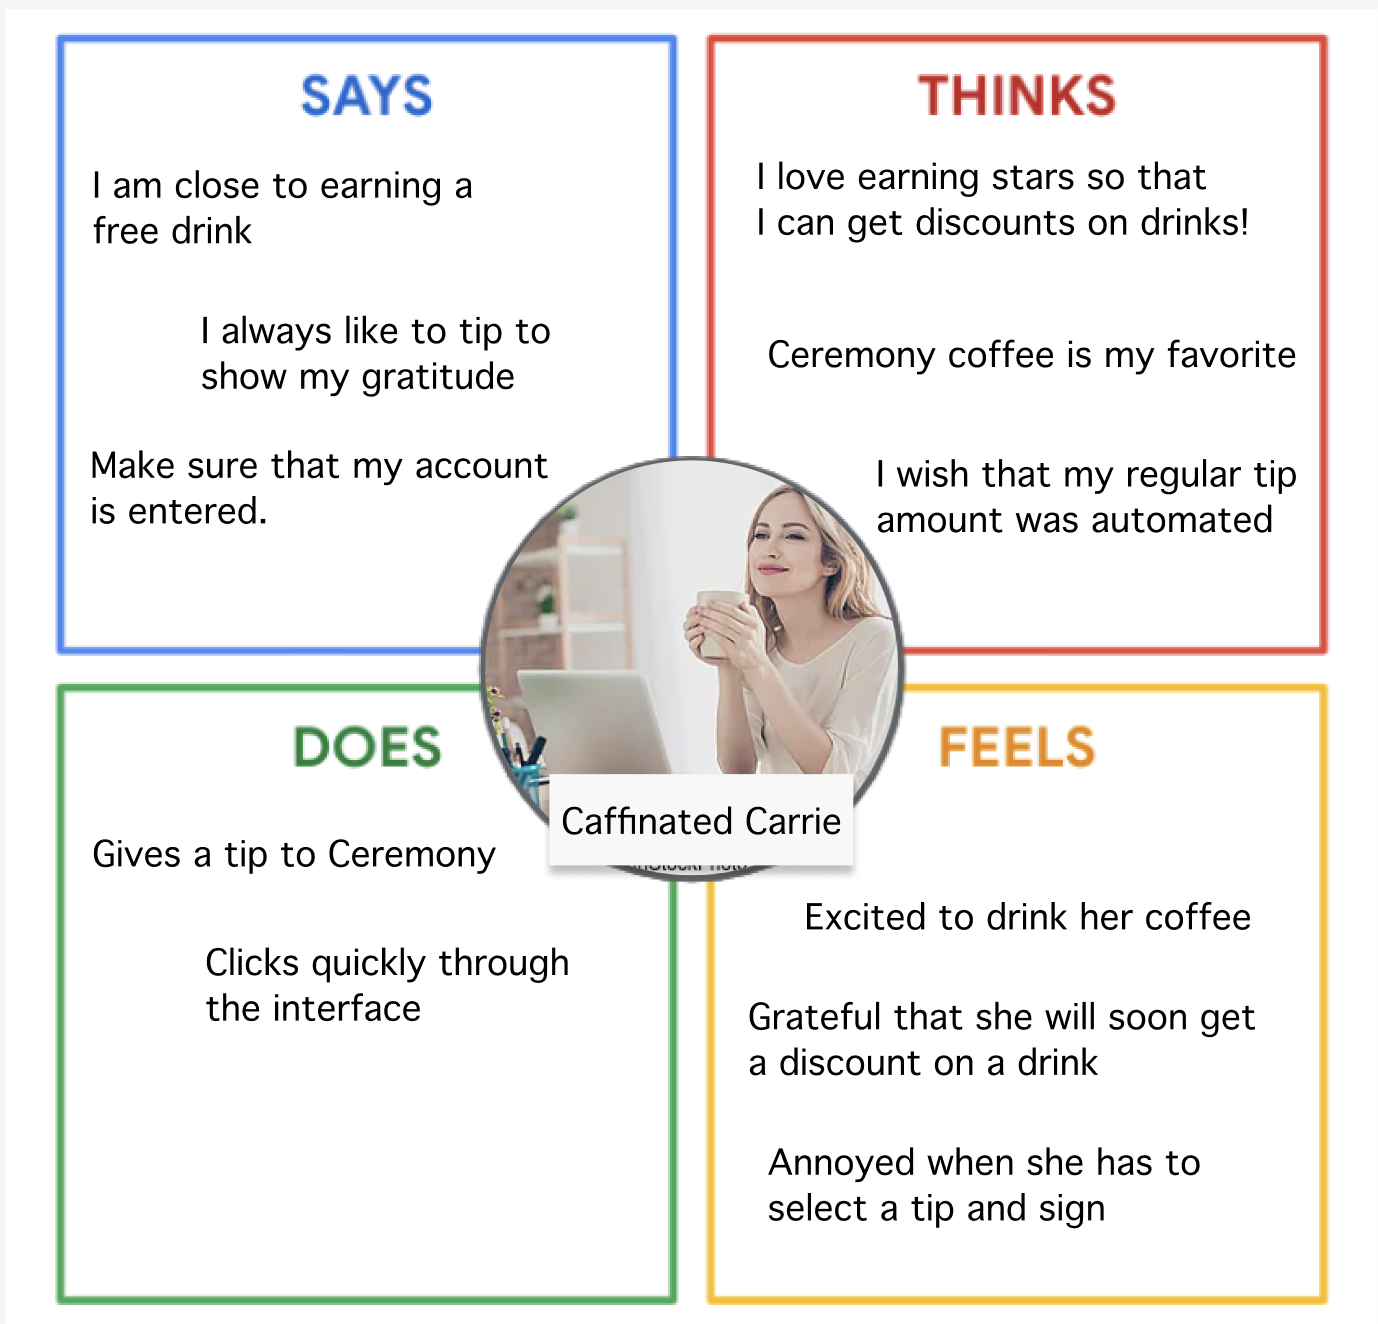 SAYS
I am close to earning a
free drink
I always like to tip to
show my gratitude
Make sure that my account
is entered.
THINKS
I love earning stars so that
I can get discounts on drinks!
Ceremony coffee is my favorite
I wish that my regular tip
amount was automated
Caffinated Carrie
DOES
Gives a tip to Ceremony
Clicks quickly through
the interface
FEELS
Excited to drink her coffee
Grateful that she will soon get
a discount on a drink
Annoyed when she has to
select a tip and sign